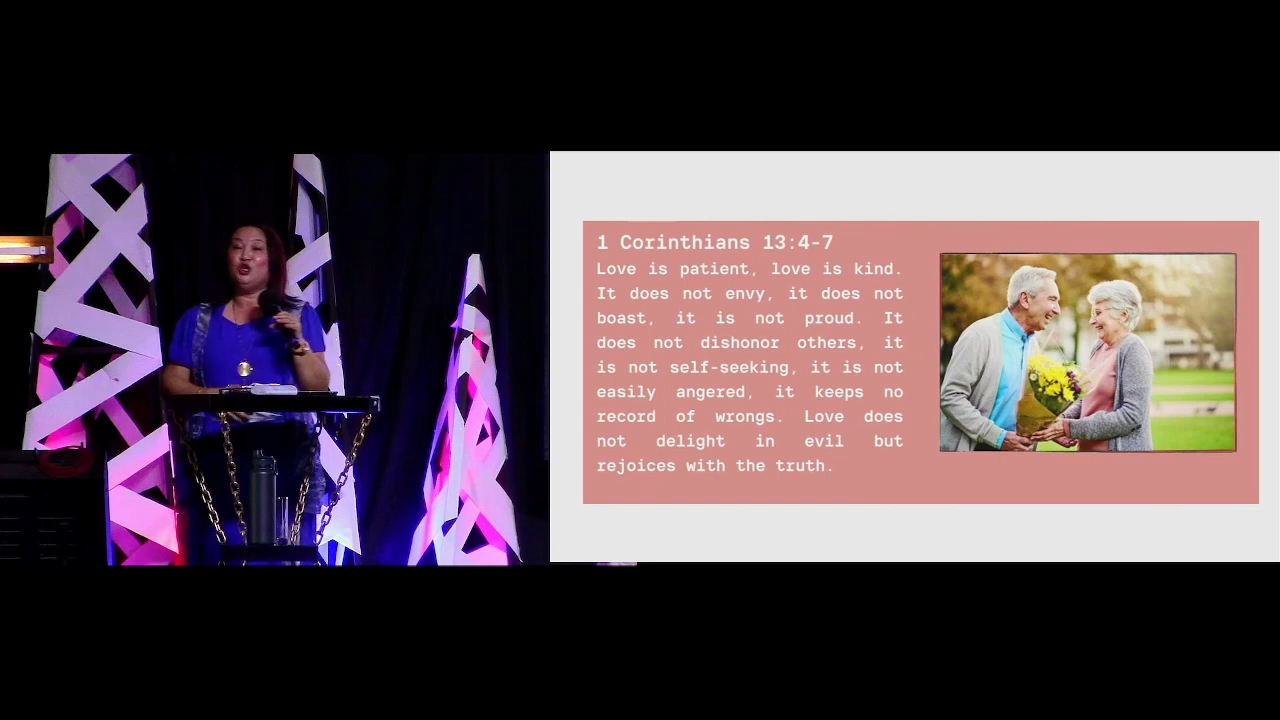 1 Corinthians 13:4-7
Love is patient, love is kind.
It does not envy, it does not
boast, it is not proud. It
does not dishonor others, it
is not self-seeking, it is not
easily angered, it keeps no
record of wrongs. Love does
not delight in evil but
rejoices with the truth.